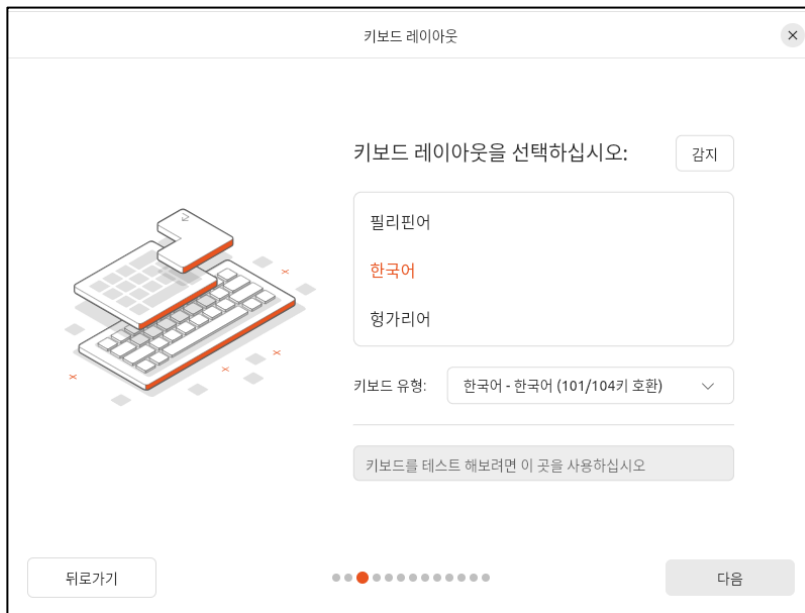 키보드 레이아웃
키보드 레이아웃을 선택하십시오:
감지
필리핀어
한국어
헝가리어
키보드 유형:
한국어 - 한국어 (101/104키 호환)
키보드를 테스트 해보려면 이 곳을 사용하십시오
뒤로가기
다음